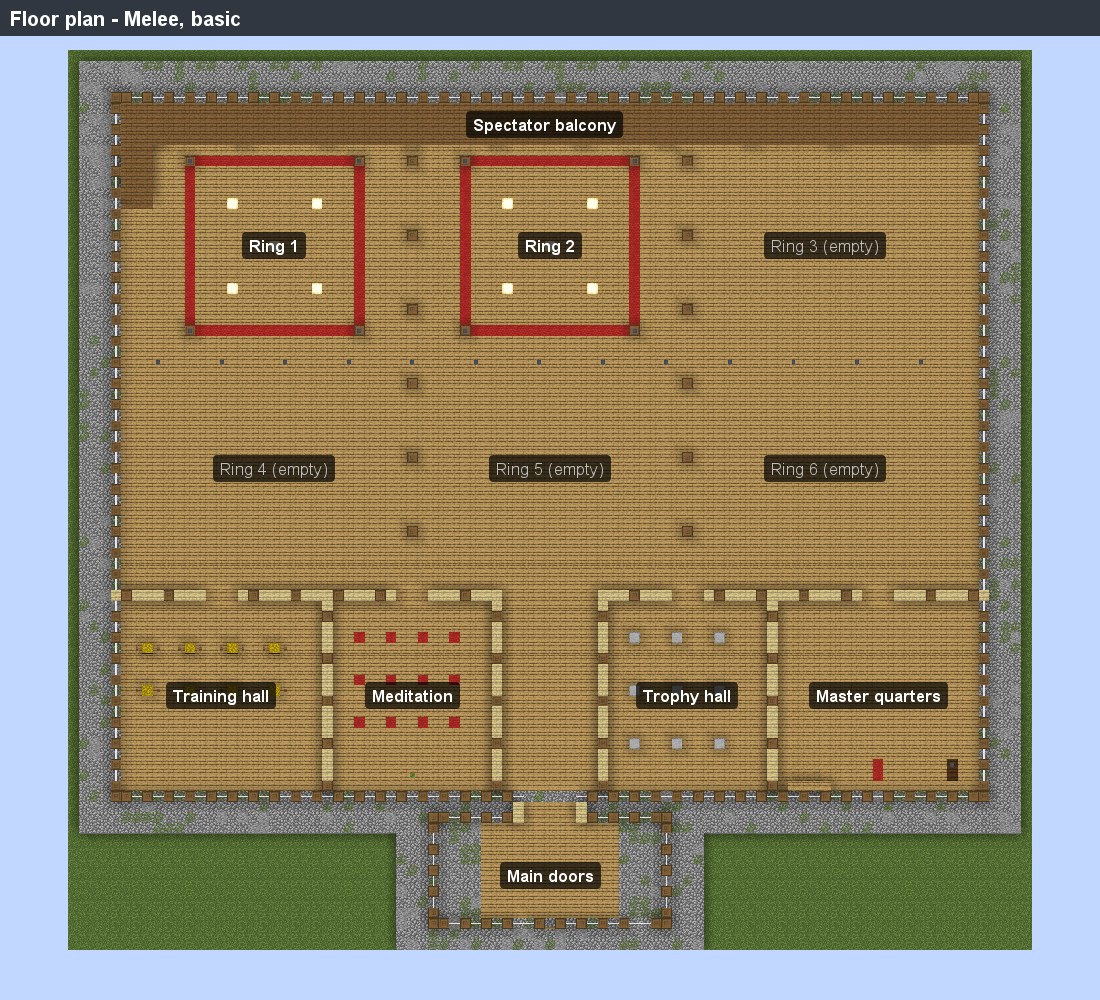 Floor plan - Melee, basic
Spectator balcony
Ring 1
Ring 2
Ring 3 (empty)
Ring 4 (empty)
Ring 5 (empty)
Ring 6 (empty)
Training hall
Meditation
Trophy hall
Master quarters
Main doors